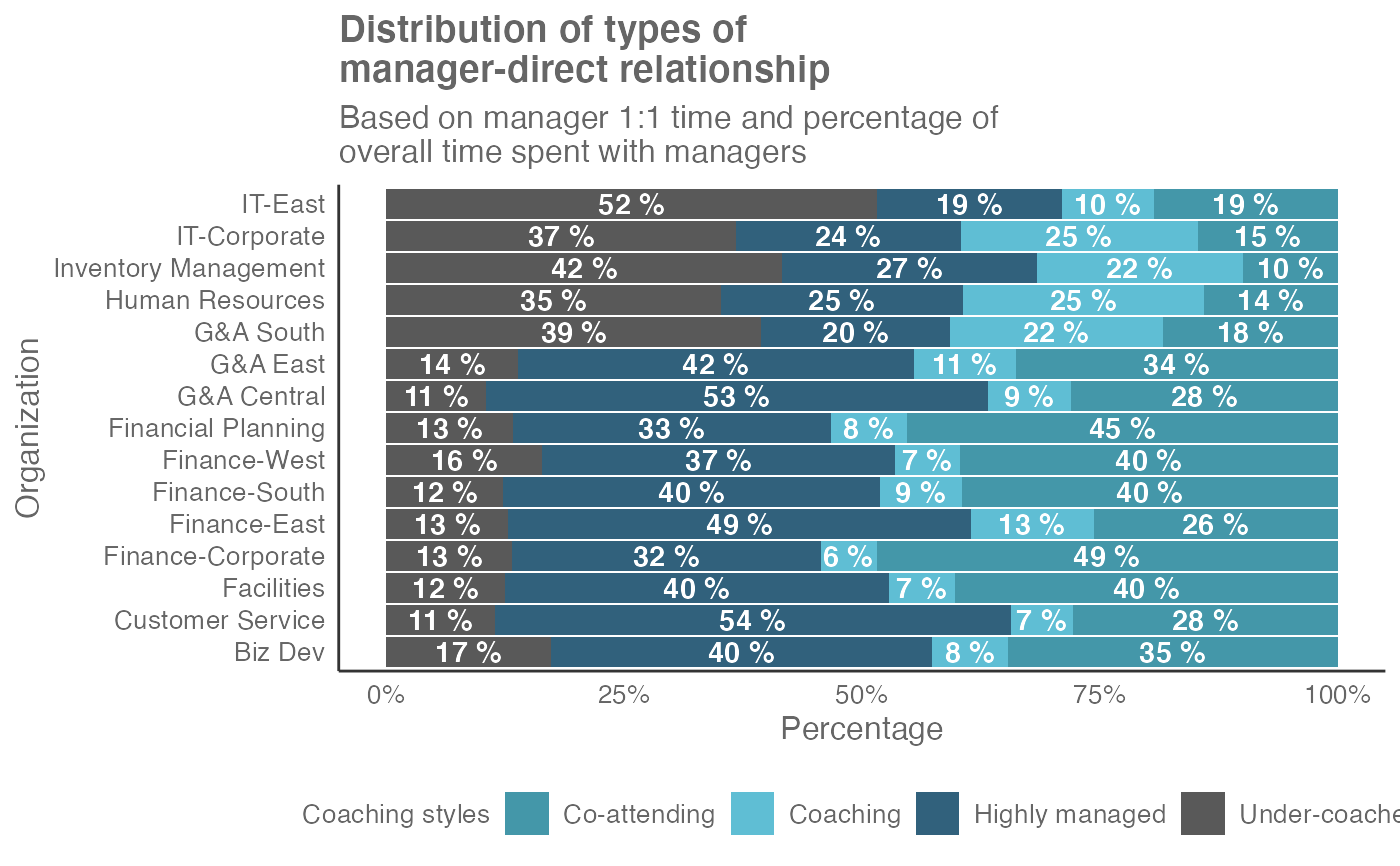 Distribution of types of
manager-direct relationship
Based on manager 1:1 time and percentage of
overall time spent with managers
Organization
IT-East 52 % 19 % 10 % 19 %
IT-Corporate 37 % 24 % 25 % 15 %
Inventory Management 42 % 27 % 22 % 10 %
Human Resources 35 % 25 % 25 % 14 %
G&A South 39 % 20 % 22 % 18 %
G&A East 14 % 42 % 11 % 34 %
G&A Central 11 % 53 % 9 % 28 %
Financial Planning 13 % 33 % 8 % 45 %
Finance-West 16 % 37 % 7 % 40 %
Finance-South 12 % 40 % 9 % 40 %
Finance-East 13 % 49 % 13 % 26 %
Finance-Corporate 13 % 32 % 6 % 49 %
Facilities 12 % 40 % 7 % 40 %
Customer Service 11 % 54 % 7 % 28 %
Biz Dev 17 % 40 % 8 % 35 %
0% 25% 50% 75% 100%
Percentage
Coaching styles Co-attending Coaching Highly managed Under-coache